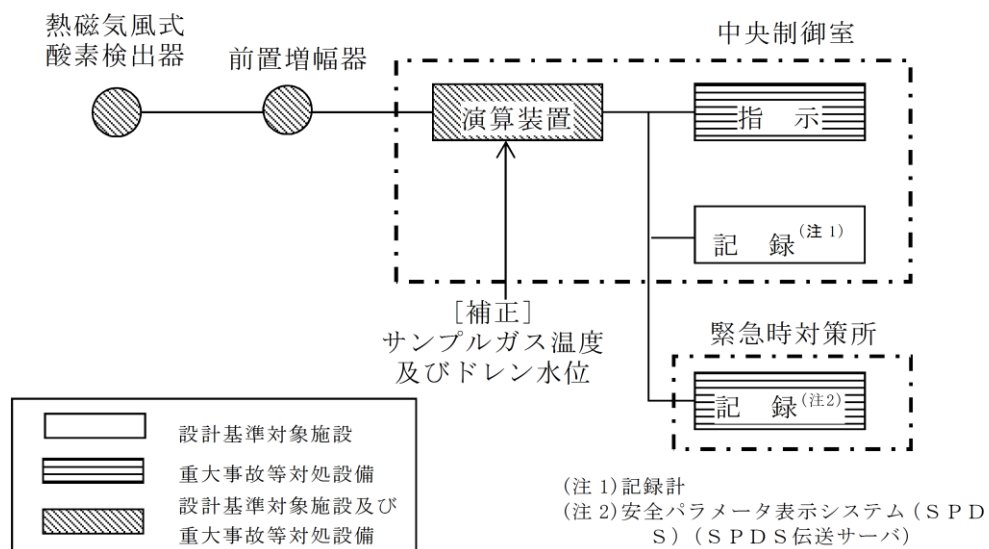 熱磁気風式
酸素検出器
前置増幅器
中央制御室
演算装置
指 示
記 録(注1)
[補正]
サンプルガス温度
及びドレン水位
緊急時対策所
記 録(注2)
設計基準対象施設
重大事故等対処設備
設計基準対象施設及び
重大事故等対処設備
(注1)記録計
(注2)安全パラメータ表示システム(SPD
S)(SPDS伝送サーバ)